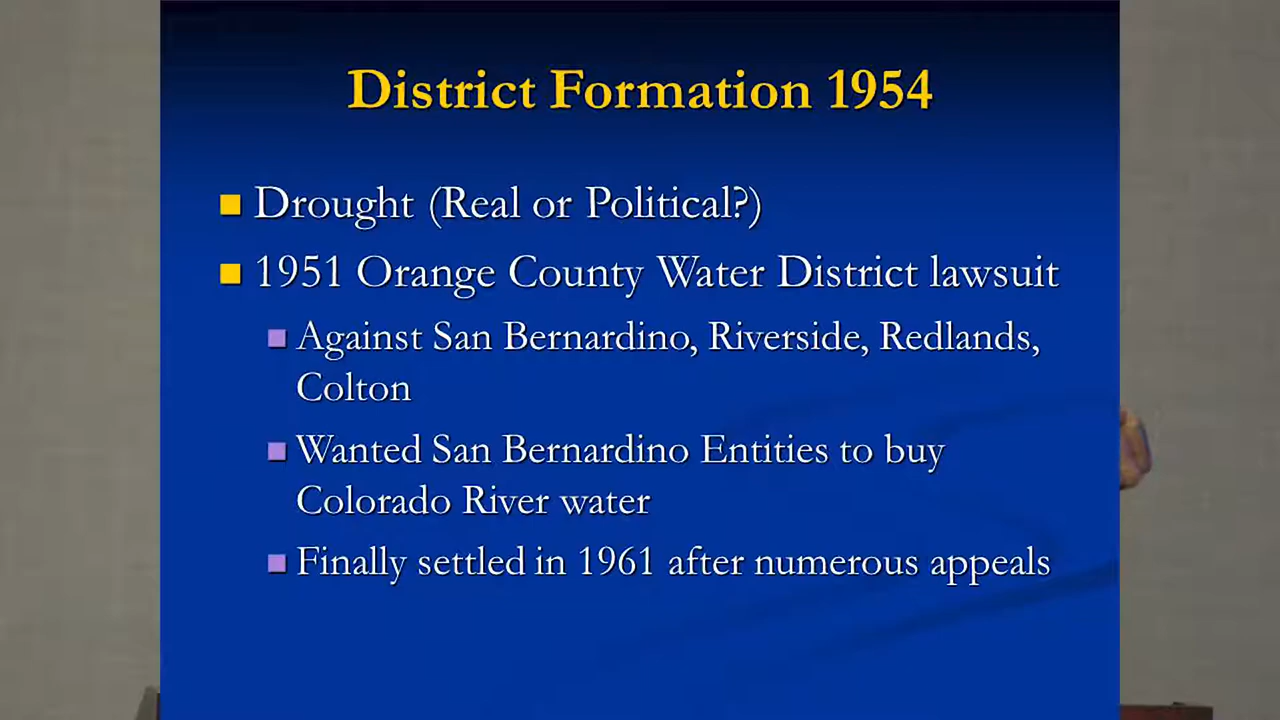 District Formation 1954
Drought (Real or Political?)
1951 Orange County Water District lawsuit
Against San Bernardino, Riverside, Redlands,
Colton
Wanted San Bernardino Entities to buy
Colorado River water
Finally settled in 1961 after numerous appeals